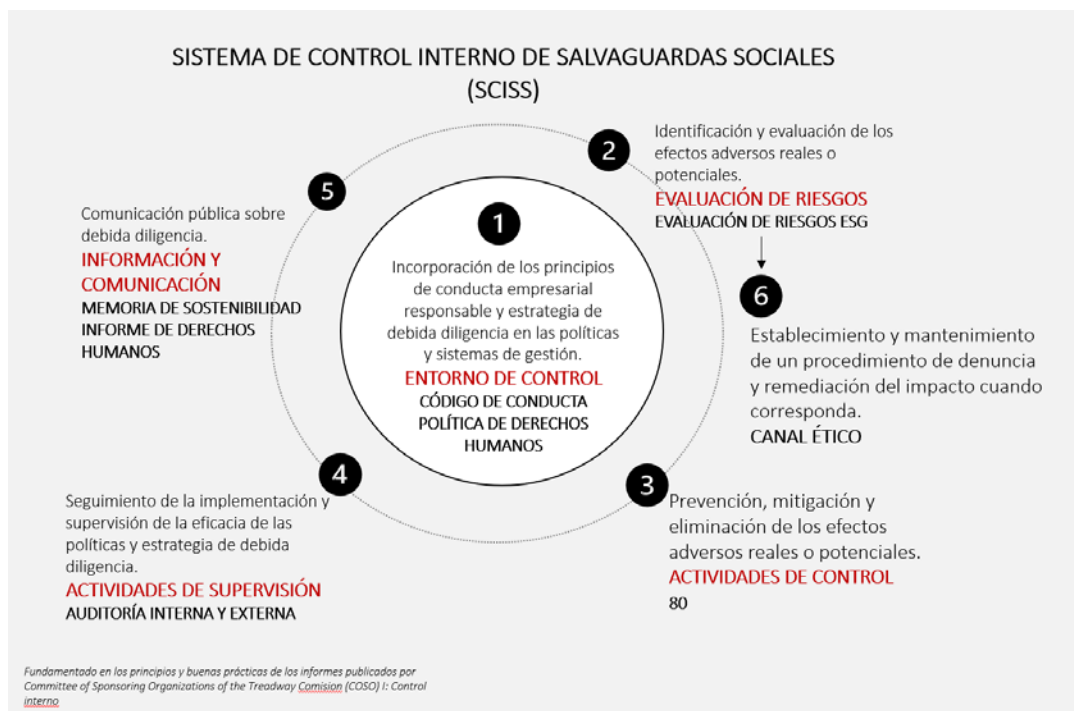 SISTEMA DE CONTROL INTERNO DE SALVAGUARDAS SOCIALES
(SCISS)
1
Incorporación de los principios
de conducta empresarial
responsable y estrategia de
debida diligencia en las políticas
y sistemas de gestión.
ENTORNO DE CONTROL
CÓDIGO DE CONDUCTA
POLÍTICA DE DERECHOS
HUMANOS
2
Identificación y evaluación de los
efectos adversos reales o
potenciales.
EVALUACIÓN DE RIESGOS
EVALUACIÓN DE RIESGOS ESG
6
Establecimiento y mantenimiento
de un procedimiento de denuncia
y remediación del impacto cuando
corresponda.
CANAL ÉTICO
3
Prevención, mitigación y
eliminación de los efectos
adversos reales o potenciales.
ACTIVIDADES DE CONTROL
80
4
Seguimiento de la implementación y
supervisión de la eficacia de las
políticas y estrategia de debida
diligencia.
ACTIVIDADES DE SUPERVISIÓN
AUDITORÍA INTERNA Y EXTERNA
5
Comunicación pública sobre
debida diligencia.
INFORMACIÓN Y
COMUNICACIÓN
MEMORIA DE SOSTENIBILIDAD
INFORME DE DERECHOS
HUMANOS
Fundamentado en los principios y buenas prácticas de los informes publicados por
Committee of Sponsoring Organizations of the Treadway Comision (COSO) I: Control
interno